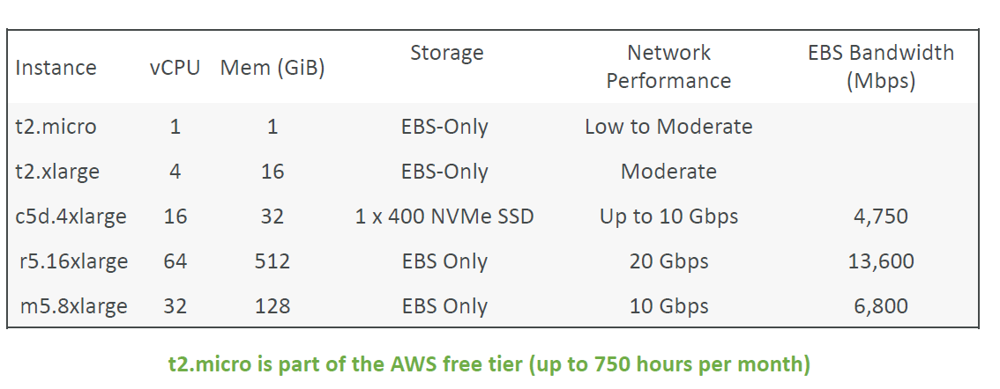 Instance vCPU Mem (GiB) Storage Network Performance EBS Bandwidth (Mbps)
t2.micro 1 1 EBS-Only Low to Moderate
t2.xlarge 4 16 EBS-Only Moderate
c5d.4xlarge 16 32 1 x 400 NVMe SSD Up to 10 Gbps 4,750
r5.16xlarge 64 512 EBS Only 20 Gbps 13,600
m5.8xlarge 32 128 EBS Only 10 Gbps 6,800
t2.micro is part of the AWS free tier (up to 750 hours per month)